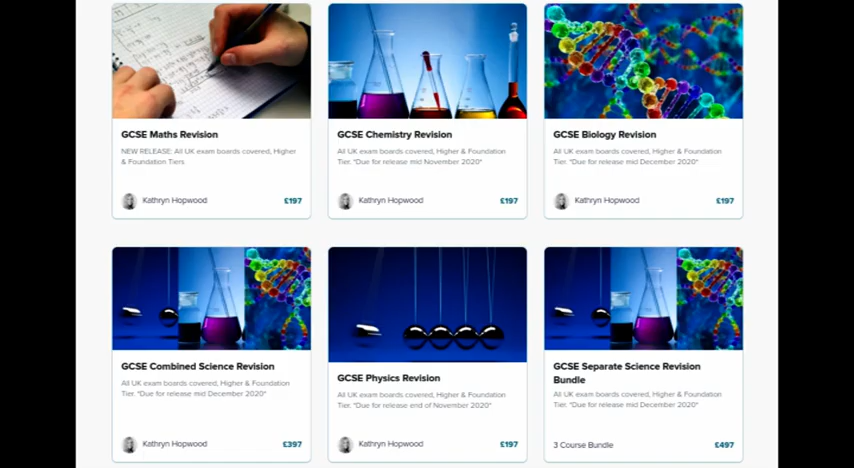 GCSE Maths Revision
NEW RELEASE: All UK exam boards covered, Higher
& Foundation Tiers
Kathryn Hopwood
£197
GCSE Chemistry Revision
All UK exam boards covered, Higher & Foundation
Tier. *Due for release mid November 2020*
Kathryn Hopwood
£197
GCSE Biology Revision
All UK exam boards covered, Higher & Foundation
Tier. *Due for release mid December 2020*
Kathryn Hopwood
£197
GCSE Combined Science Revision
All UK exam boards covered, Higher & Foundation
Tier. *Due for release mid December 2020*
Kathryn Hopwood
£397
GCSE Physics Revision
All UK exam boards covered, Higher & Foundation
Tier. *Due for release end of November 2020*
Kathryn Hopwood
£197
GCSE Separate Science Revision
Bundle
All UK exam boards covered, Higher & Foundation
Tier. *Due for release mid December 2020*
3 Course Bundle
£497